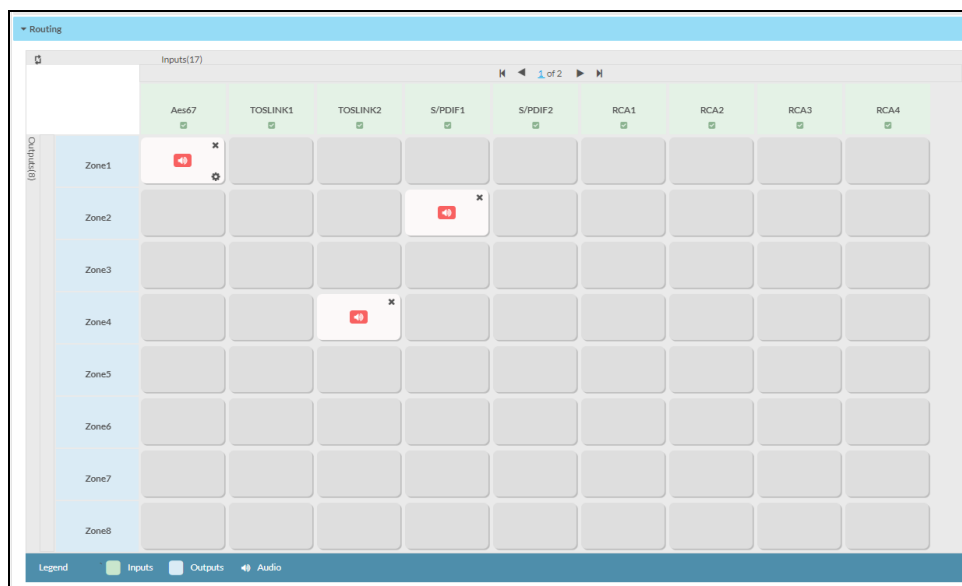 Routing
Inputs(17)
1 of 2
Aes67 TOSLINK1 TOSLINK2 S/PDIF1 S/PDIF2 RCA1 RCA2 RCA3 RCA4
Outputs(8)
Zone1
Zone2
Zone3
Zone4
Zone5
Zone6
Zone7
Zone8
Legend Inputs Outputs Audio